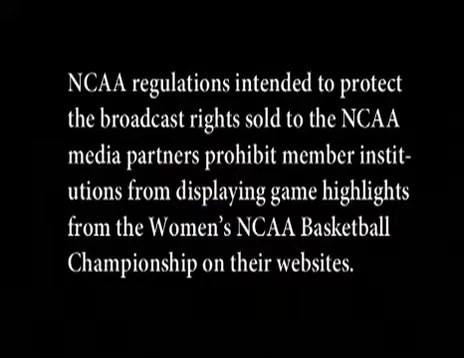 NCAA regulations intended to protect
the broadcast rights sold to the NCAA
media partners prohibit member instit-
utions from displaying game highlights
from the Women's NCAA Basketball
Championship on their websites.